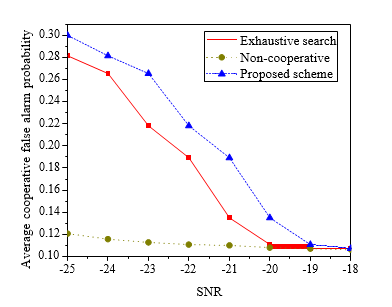 Average cooperative false alarm probability
0.30
0.28
0.26
0.24
0.22
0.20
0.18
0.16
0.14
0.12
0.10
Exhaustive search
Non-cooperative
Proposed scheme
-25 -24 -23 -22 -21 -20 -19 -18
SNR